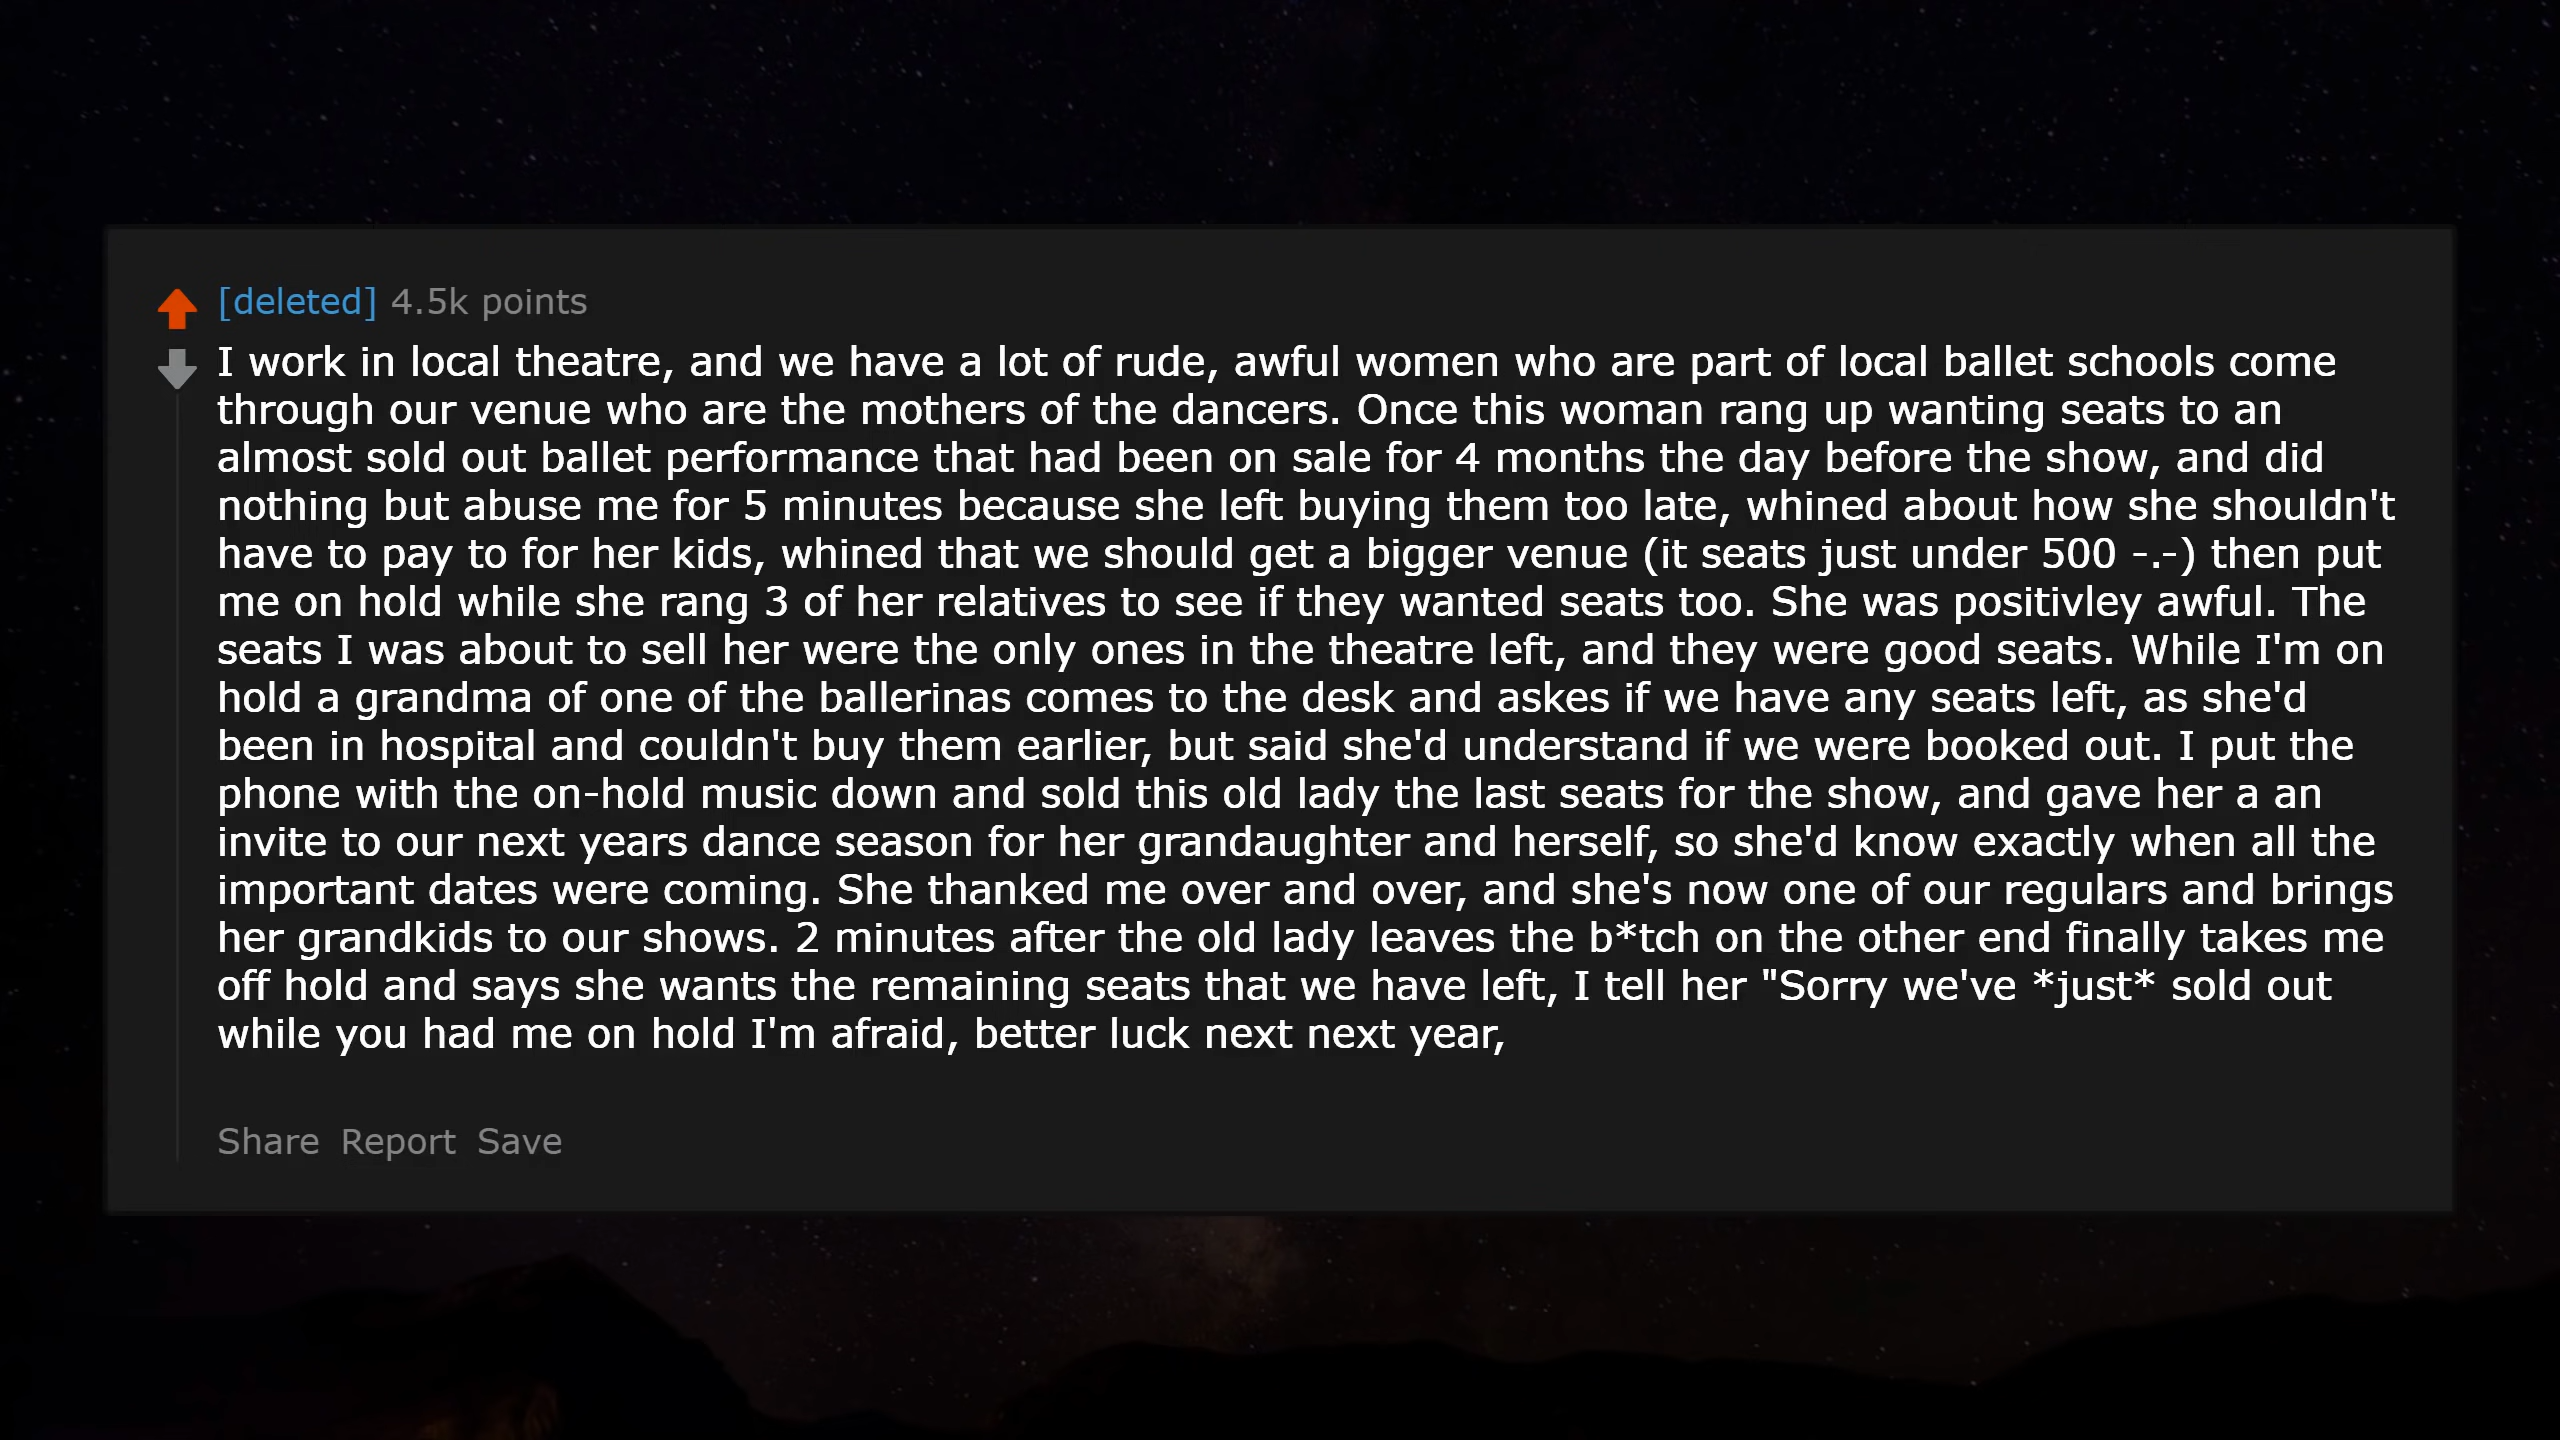 [deleted] 4.5k points
I work in local theatre, and we have a lot of rude, awful women who are part of local ballet schools come
through our venue who are the mothers of the dancers. Once this woman rang up wanting seats to an
almost sold out ballet performance that had been on sale for 4 months the day before the show, and did
nothing but abuse me for 5 minutes because she left buying them too late, whined about how she shouldn't
have to pay to for her kids, whined that we should get a bigger venue (it seats just under 500 -.-) then put
me on hold while she rang 3 of her relatives to see if they wanted seats too. She was positivley awful. The
seats I was about to sell her were the only ones in the theatre left, and they were good seats. While I'm on
hold a grandma of one of the ballerinas comes to the desk and askes if we have any seats left, as she'd
been in hospital and couldn't buy them earlier, but said she'd understand if we were booked out. I put the
phone with the on-hold music down and sold this old lady the last seats for the show, and gave her a an
invite to our next years dance season for her grandaughter and herself, so she'd know exactly when all the
important dates were coming. She thanked me over and over, and she's now one of our regulars and brings
her grandkids to our shows. 2 minutes after the old lady leaves the b*tch on the other end finally takes me
off hold and says she wants the remaining seats that we have left, I tell her "Sorry we've *just* sold out
while you had me on hold I'm afraid, better luck next next year,
Share Report Save